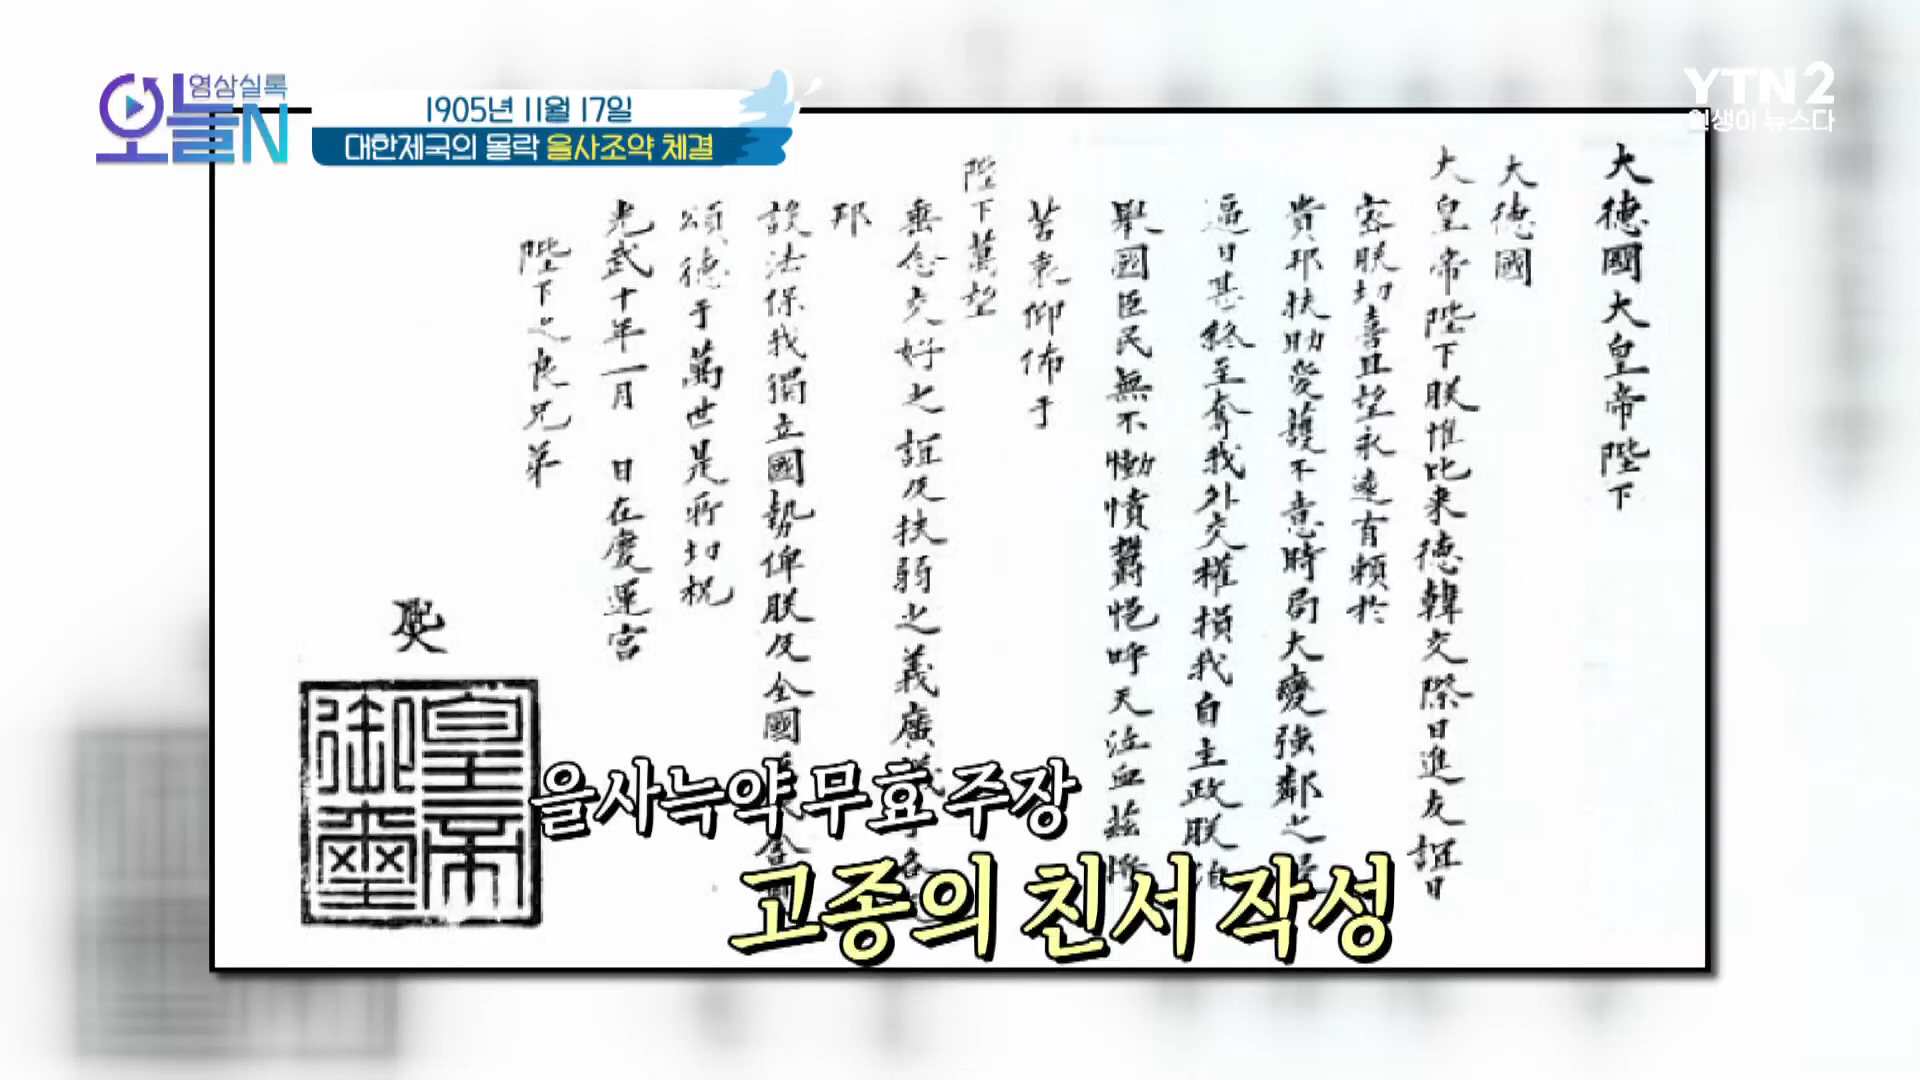 영상실록
오늘N
1905년 11월 17일
대한제국의 몰락 을사조약 체결
YTN2
인생이 뉴스다
大德國大皇帝陛下
大德國
大皇帝陛下朕惟比来德韓交際日進友誼日
密朕切喜且望永遠有賴於
貴邦扶助愛護不意時局大變強鄰之
逼日甚終至奪我外交權損我自主政朕洎
擧國臣民無不慟憤鬱悒呼天泣血茲將
苦衷仰佈于
陛下萬望
垂念交好之誼及扶弱之義廣
邦
設法保我獨立國勢俾朕及全國
頌德于萬世是所切祝
光武十年一月 日在慶運宮
陛下之良兄弟
皇帝
御璽
을사늑약 무효 주장
고종의 친서 작성